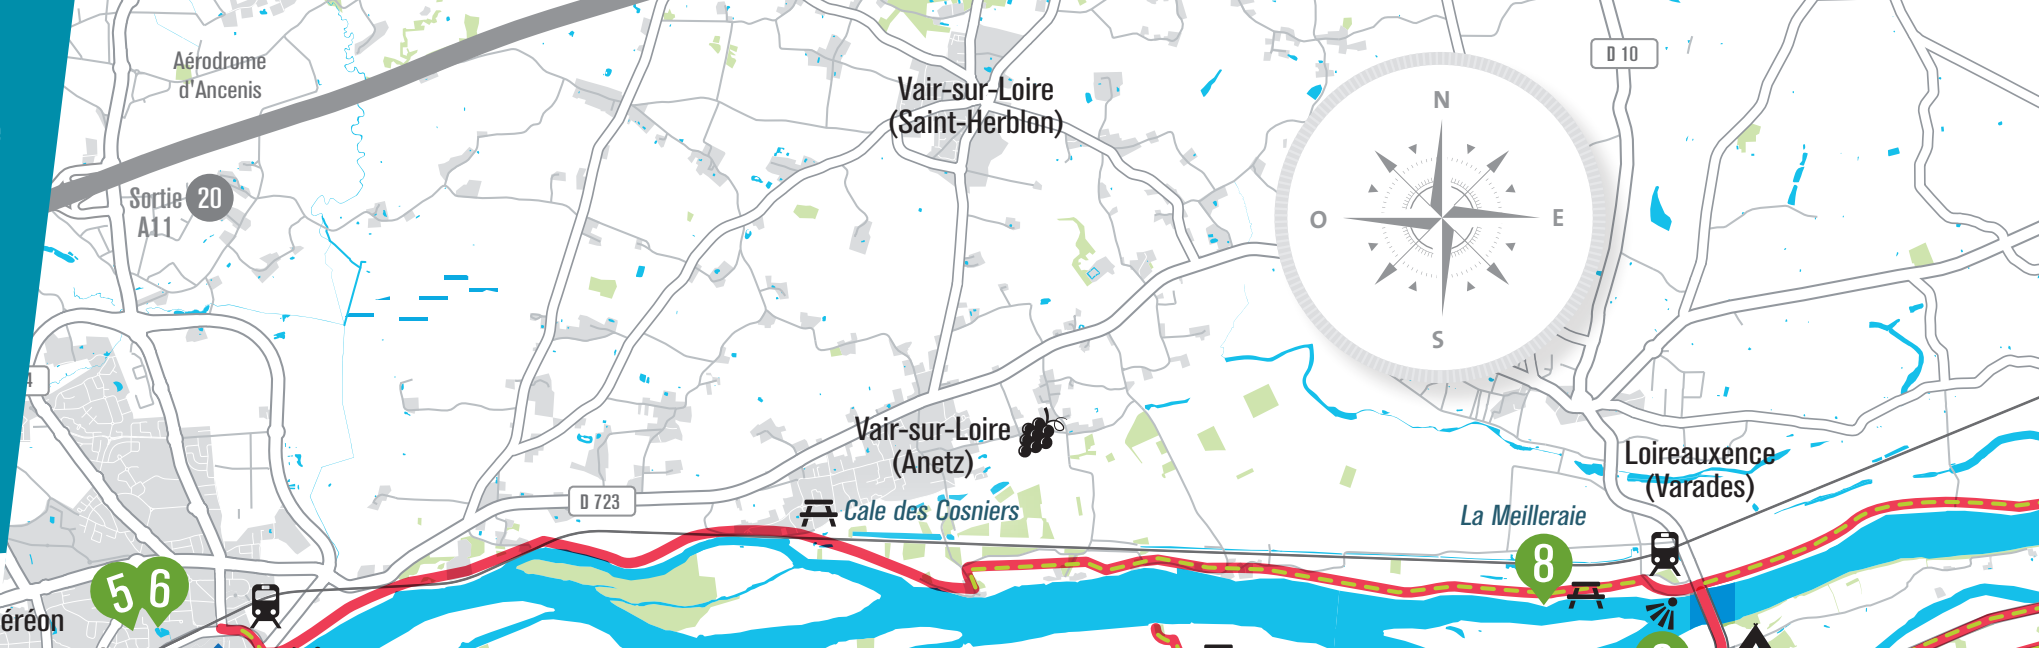 Aérodrome
d'Ancenis
Sortie 20
A11
Vair-sur-Loire
(Saint-Herblon)
D 10
N
O
E
S
4
Vair-sur-Loire
(Anetz)
D 723
Cale des Cosniers
La Meilleraie
Loireauxence
(Varades)
5 6
8
éréon